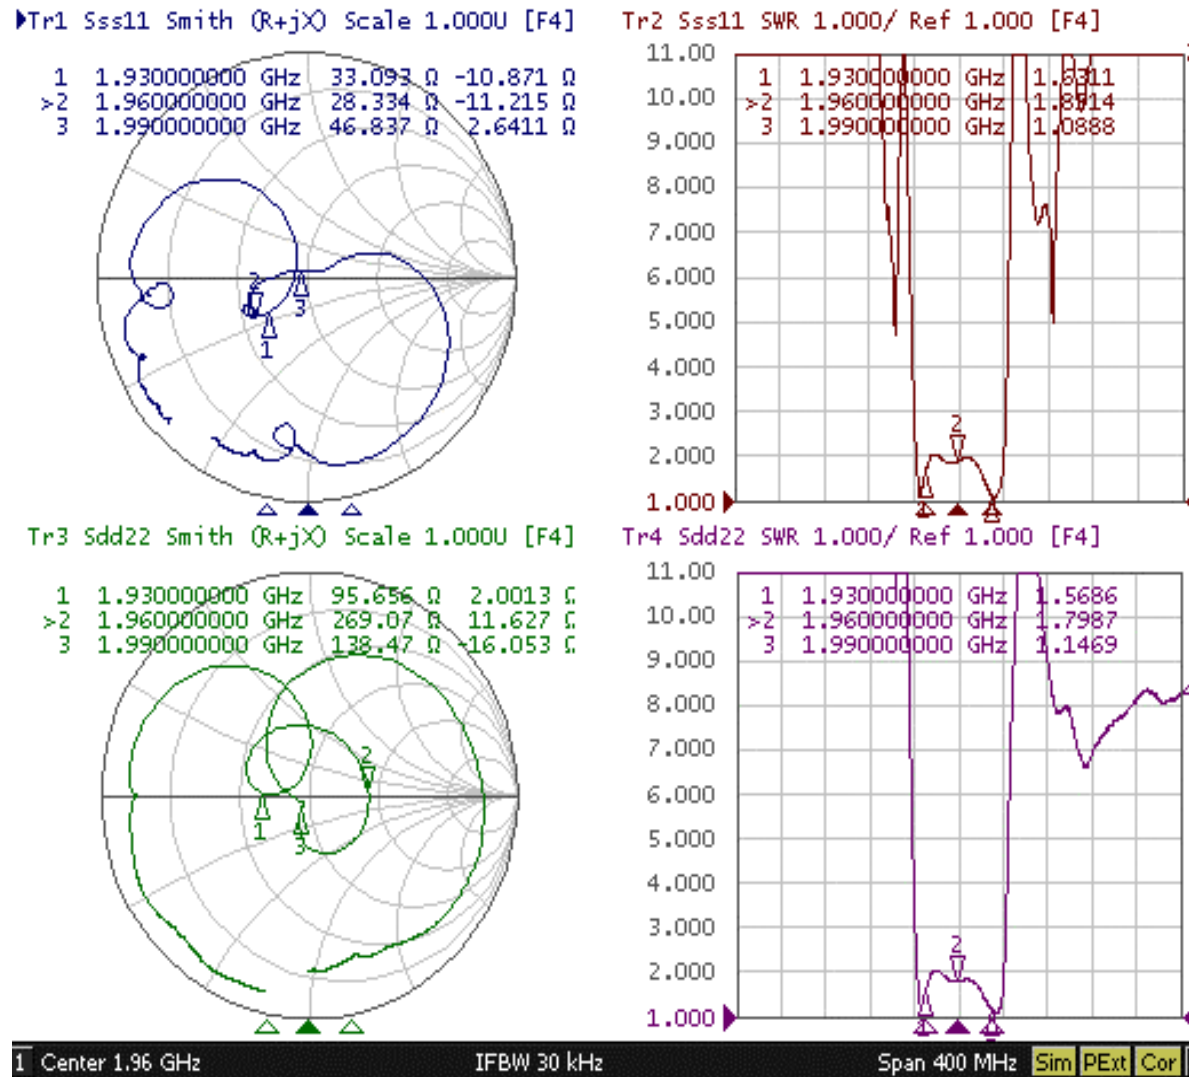 Tr1 Sss11 Smith (R+jX) Scale 1.000U [F4]
1 1.930000000 GHz 33.093 Ω -10.871 Ω
>2 1.960000000 GHz 28.334 Ω -11.215 Ω
3 1.990000000 GHz 46.837 Ω 2.6411 Ω
2
1
3
Tr2 Sss11 SWR 1.000/ Ref 1.000 [F4]
11.00
10.00
9.000
8.000
7.000
6.000
5.000
4.000
3.000
2.000
1.000
1 1.930000000 GHz 1.6311
>2 1.960000000 GHz 1.8914
3 1.990000000 GHz 1.0888
2
Tr3 Sdd22 Smith (R+jX) Scale 1.000U [F4]
1 1.930000000 GHz 95.656 Ω 2.0013 Ω
>2 1.960000000 GHz 269.07 Ω 11.627 Ω
3 1.990000000 GHz 138.47 Ω -16.053 Ω
2
1
3
Tr4 Sdd22 SWR 1.000/ Ref 1.000 [F4]
11.00
10.00
9.000
8.000
7.000
6.000
5.000
4.000
3.000
2.000
1.000
1 1.930000000 GHz 1.5686
>2 1.960000000 GHz 1.7987
3 1.990000000 GHz 1.1469
2
1 Center 1.96 GHz IFBW 30 kHz Span 400 MHz Sim PExt Cor